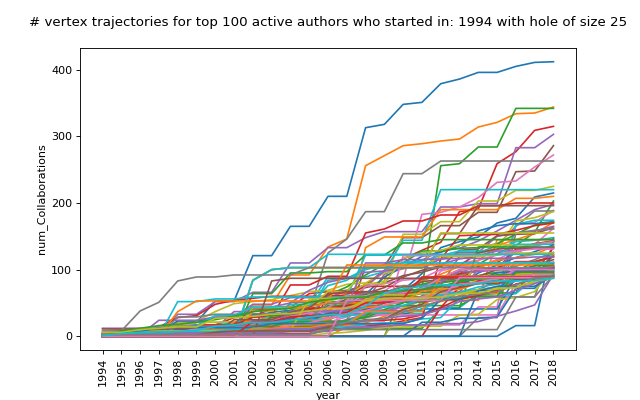 # vertex trajectories for top 100 active authors who started in: 1994 with hole of size 25
400
300
200
100
0
num_Collaborations
1994 1995 1996 1997 1998 1999 2000 2001 2002 2003 2004 2005 2006 2007 2008 2009 2010 2011 2012 2013 2014 2015 2016 2017 2018
year